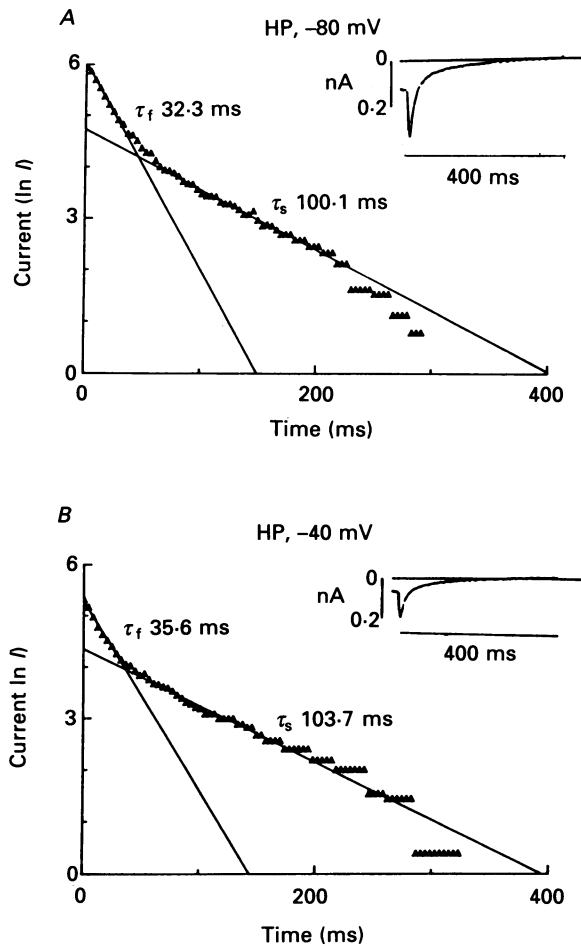 A
HP, –80 mV
6
3
0
Current (ln I)
τf 32·3 ms
τs 100·1 ms
0
nA
0.2
400 ms
0
200
400
Time (ms)
B
HP, –40 mV
6
3
0
Current ln I)
τf 35·6 ms
τs 103·7 ms
0
nA
0·2
400 ms
0
200
400
Time (ms)